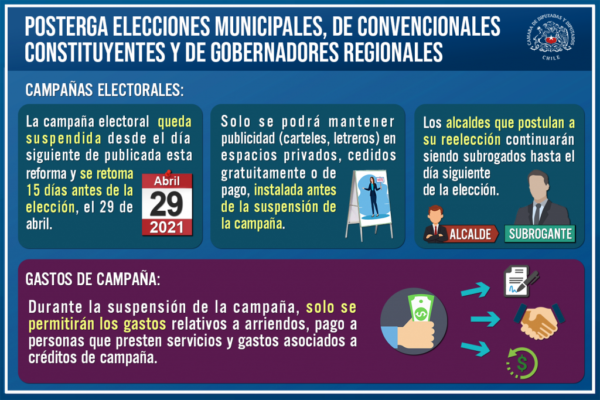 POSTERGA ELECCIONES MUNICIPALES, DE CONVENCIONALES
CONSTITUYENTES Y DE GOBERNADORES REGIONALES
CÁMARA DE DIPUTADAS Y DIPUTADOS
CHILE
CAMPAÑAS ELECTORALES:
La campaña electoral queda
suspendida desde el día
siguiente de publicada esta
reforma y se retoma
15 días antes de la
elección, el 29 de
abril.
Abril
29
2021
Solo se podrá mantener
publicidad (carteles, letreros) en
espacios privados, cedidos
gratuitamente o de
pago, instalada antes
de la suspensión de
la campaña.
Los alcaldes que postulan a
su reelección continuarán
siendo subrogados hasta el
día siguiente
de la elección.
ALCALDE
SUBROGANTE
GASTOS DE CAMPAÑA:
Durante la suspensión de la campaña, solo se
permitirán los gastos relativos a arriendos, pago a
personas que presten servicios y gastos asociados a
créditos de campaña.
$
$